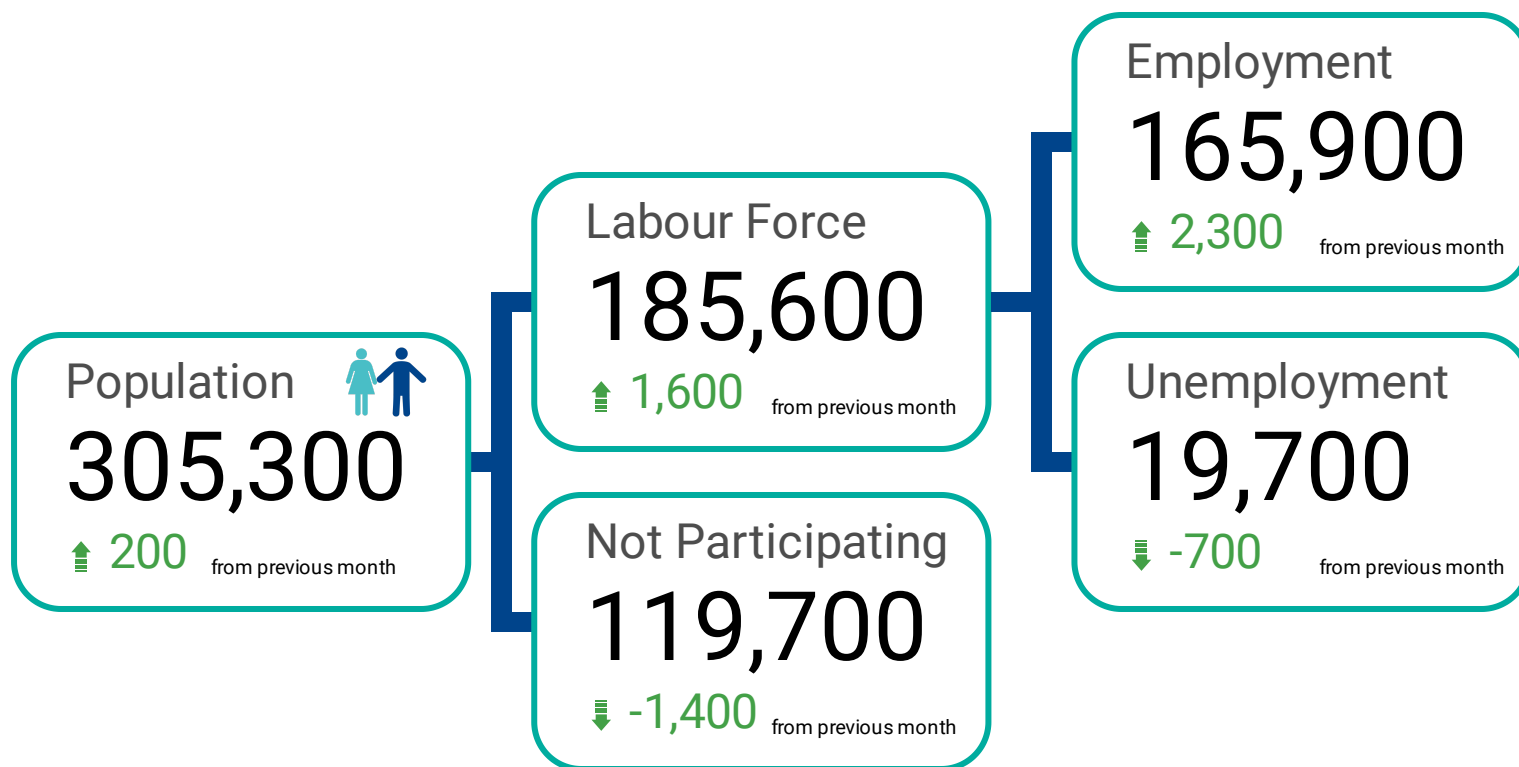 Population
305,300
200 from previous month
Labour Force
185,600
1,600 from previous month
Not Participating
119,700
-1,400 from previous month
Employment
165,900
2,300 from previous month
Unemployment
19,700
-700 from previous month